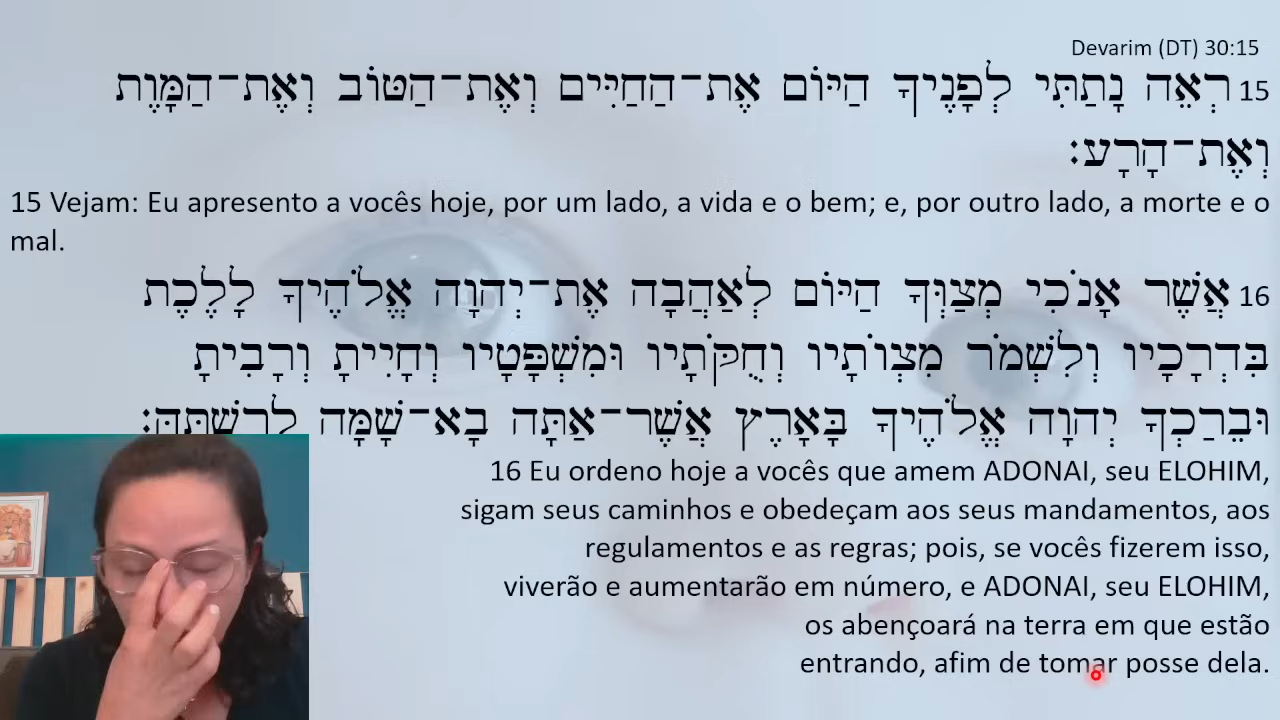 Devarim (DT) 30:15
15 רְאֵה נָתַתִּי לְפָנֶיךָ הַיּוֹם אֶת־הַחַיִּים וְאֶת־הַטּוֹב וְאֶת־הַמָּוֶת
וְאֶת־הָרָע׃
15 Vejam: Eu apresento a vocês hoje, por um lado, a vida e o bem; e, por outro lado, a morte e o
mal.
16 אֲשֶׁר אָנֹכִי מְצַוְּךָ הַיּוֹם לְאַהֲבָה אֶת־יְהוָה אֱלֹהֶיךָ לָלֶכֶת
בִּדְרָכָיו וְלִשְׁמֹר מִצְוֹתָיו וְחֻקֹּתָיו וּמִשְׁפָּטָיו וְחָיִיתָ וְרָבִיתָ
וּבֵרַכְךָ יְהוָה אֱלֹהֶיךָ בָּאָרֶץ אֲשֶׁר־אַתָּה בָא־שָׁמָּה לְרִשְׁתָּהּ׃
16 Eu ordeno hoje a vocês que amem ADONAI, seu ELOHIM,
sigam seus caminhos e obedeçam aos seus mandamentos, aos
regulamentos e as regras; pois, se vocês fizerem isso,
viverão e aumentarão em número, e ADONAI, seu ELOHIM,
os abençoará na terra em que estão
entrando, afim de tomar posse dela.